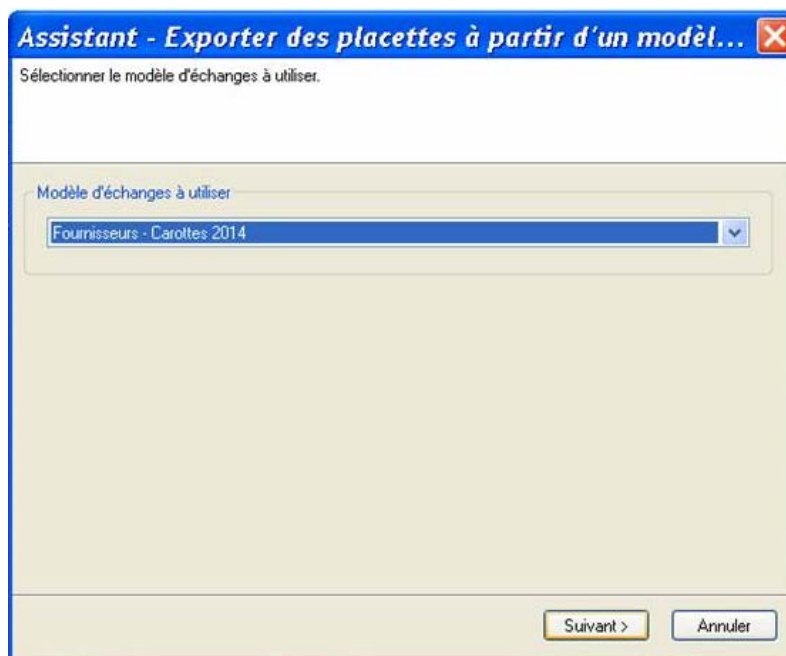 Assistant - Exporter des placettes à partir d'un modèl...
Sélectionner le modèle d'échanges à utiliser.
Modèle d'échanges à utiliser
Fournisseurs - Carottes 2014
Suivant >
Annuler